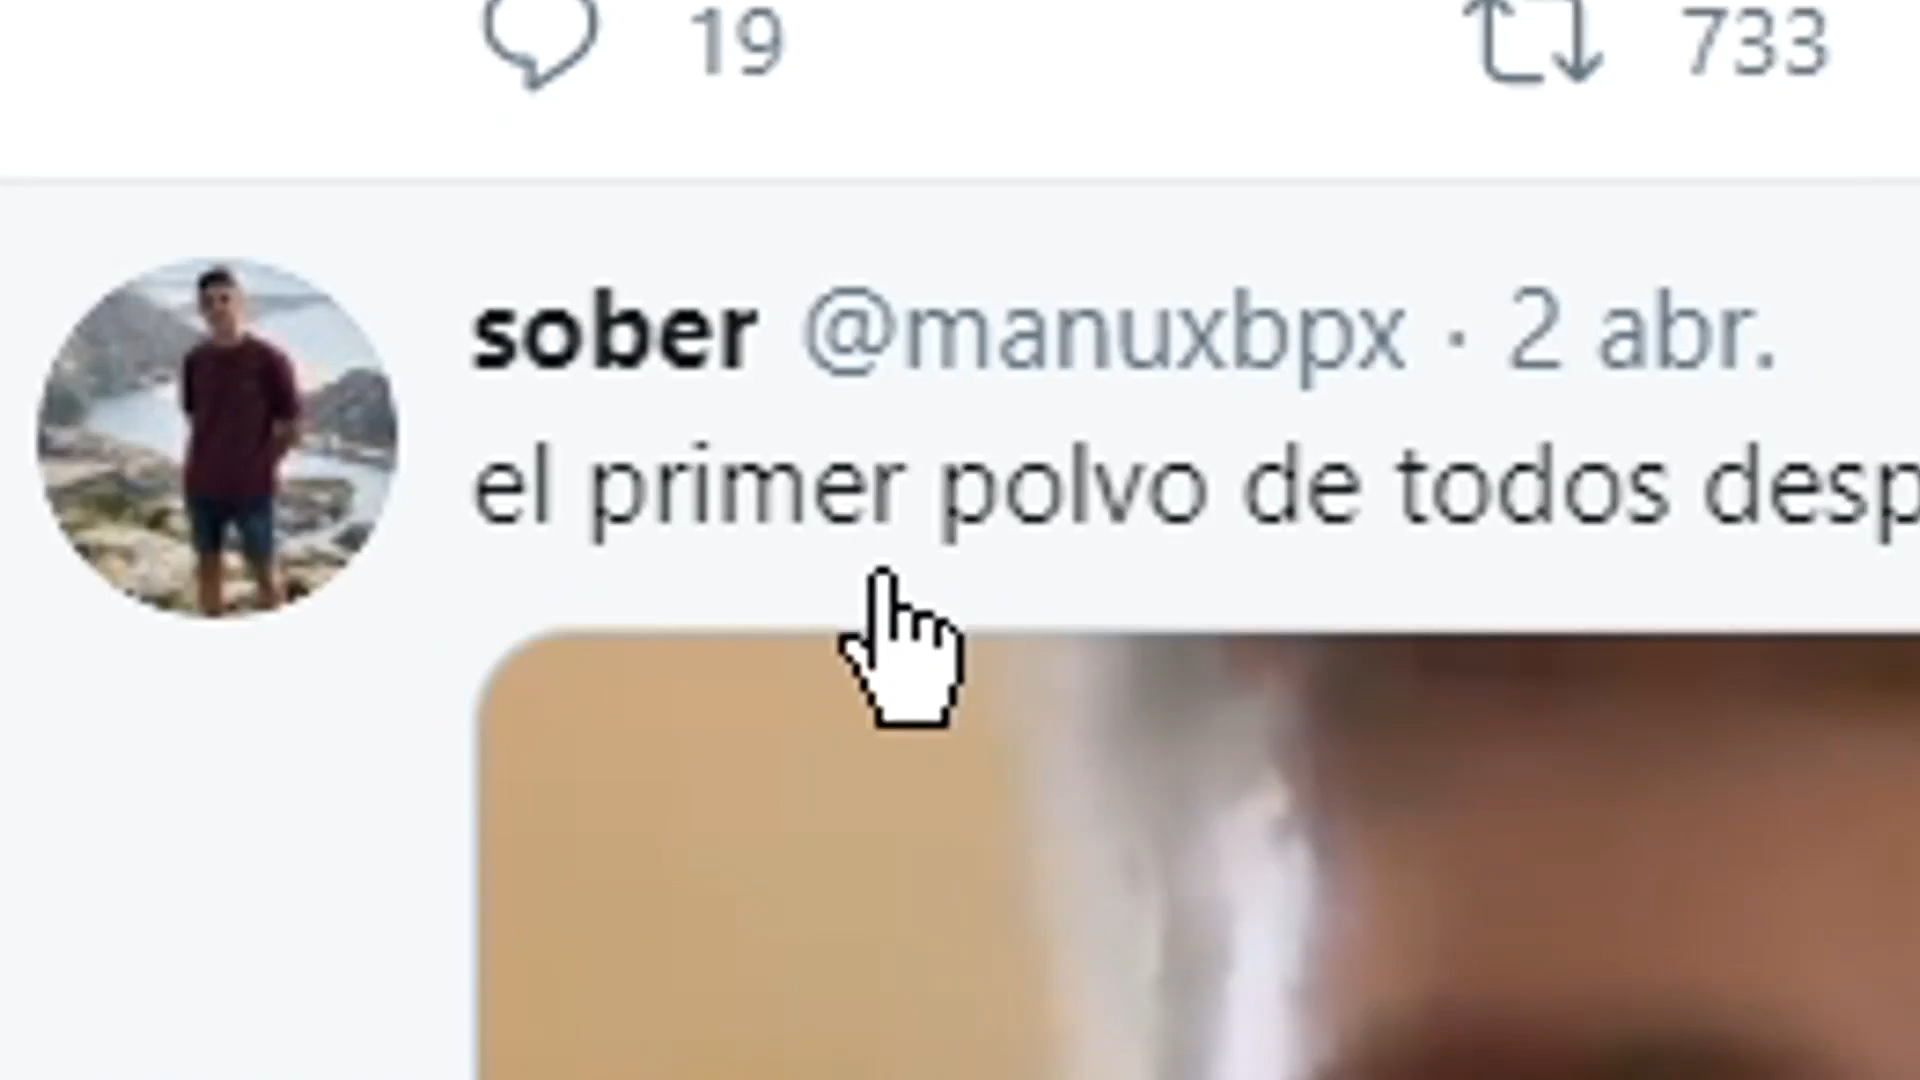 19 733
sober @manuxbpx · 2 abr.
el primer polvo de todos desp